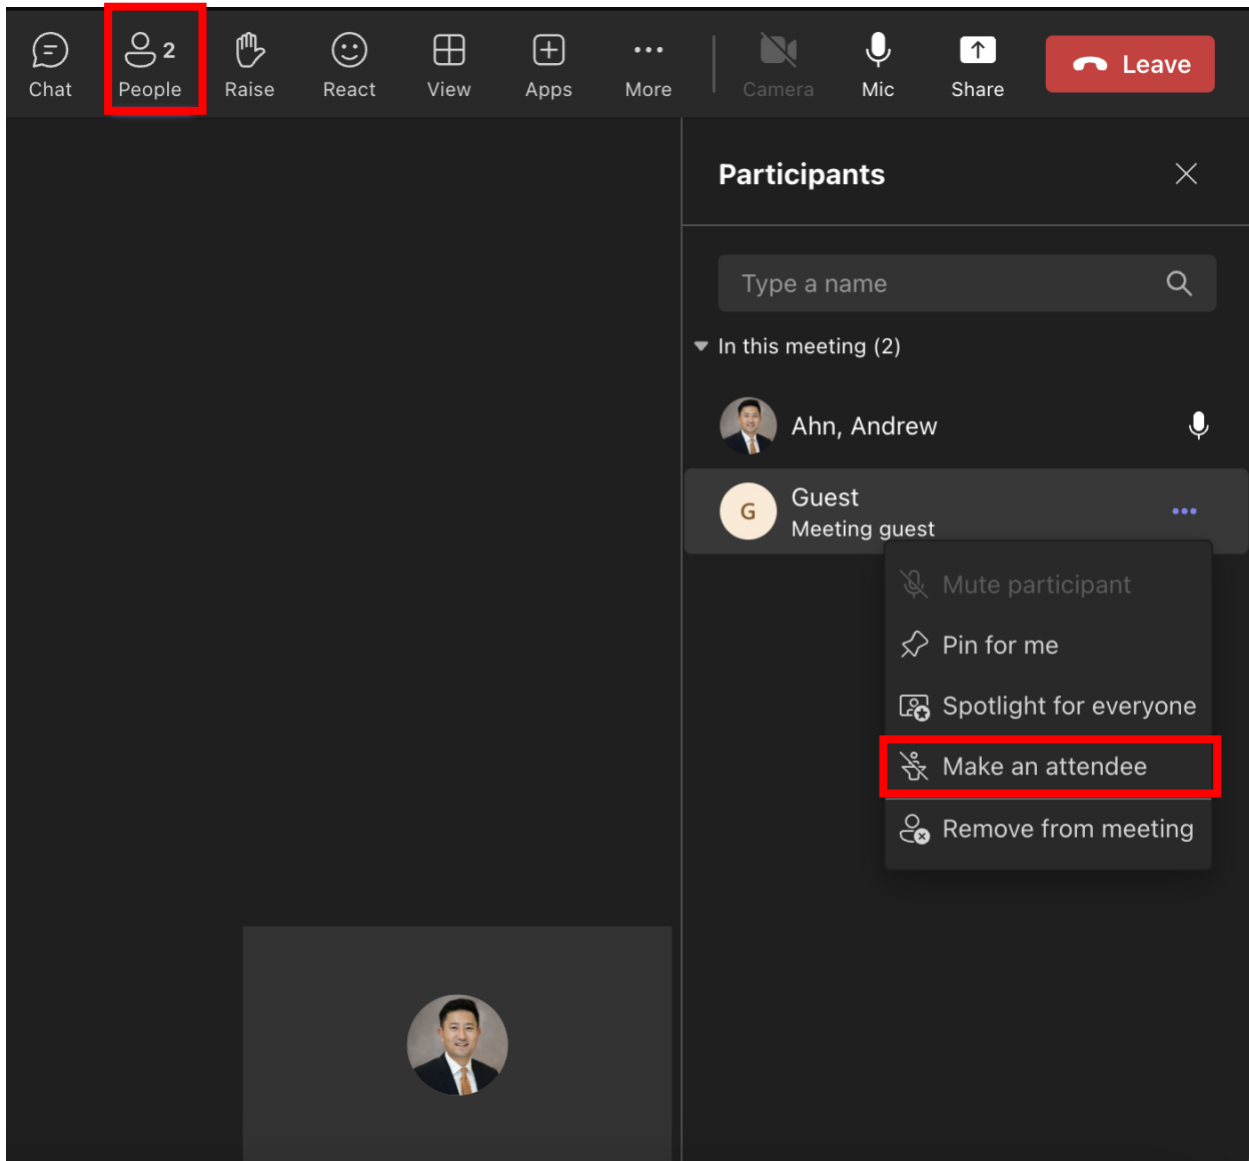 2
Chat
People
Raise
React
View
Apps
More
Camera
Mic
Share
Leave
Participants
Type a name
In this meeting (2)
Ahn, Andrew
G
Guest
Meeting guest
Mute participant
Pin for me
Spotlight for everyone
Make an attendee
Remove from meeting